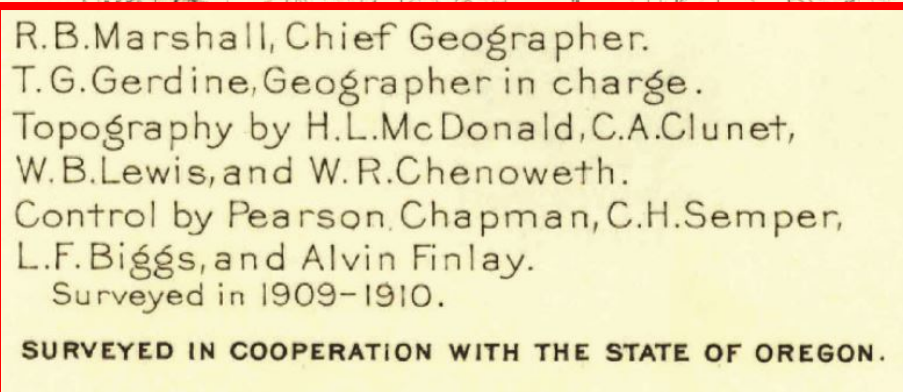 R.B.Marshall, Chief Geographer.
T.G.Gerdine, Geographer in charge.
Topography by H.L.McDonald, C.A.Clunet,
W.B.Lewis, and W.R.Chenoweth.
Control by Pearson Chapman, C.H.Semper,
L.F.Biggs, and Alvin Finlay.
Surveyed in 1909-1910.
SURVEYED IN COOPERATION WITH THE STATE OF OREGON.